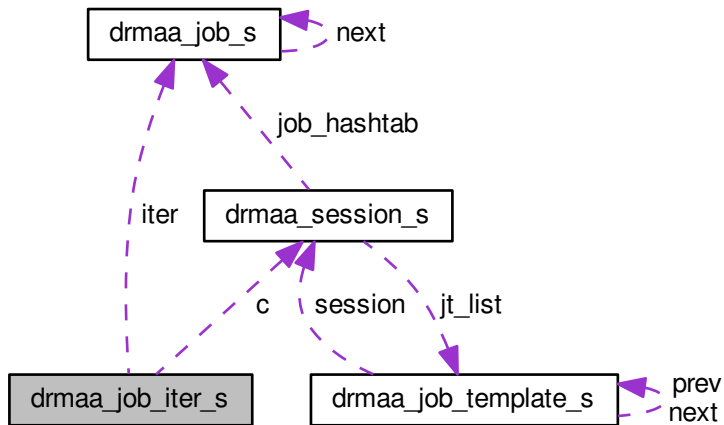 drmaa_job_s
next
job_hashtab
iter
drmaa_session_s
c
session
jt_list
drmaa_job_iter_s
drmaa_job_template_s
prev
next